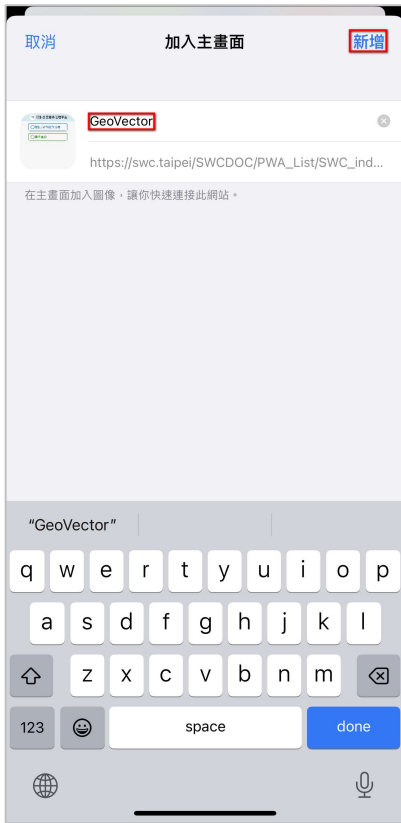 取消
加入主畫面
新增
GeoVector
https://swc.taipei/SWCDOC/PWA_List/SWC_ind...
在主畫面加入圖像，讓你快速連接此網站。
“GeoVector”
q w e r t y u i o p
a s d f g h j k l
z x c v b n m
123
space
done